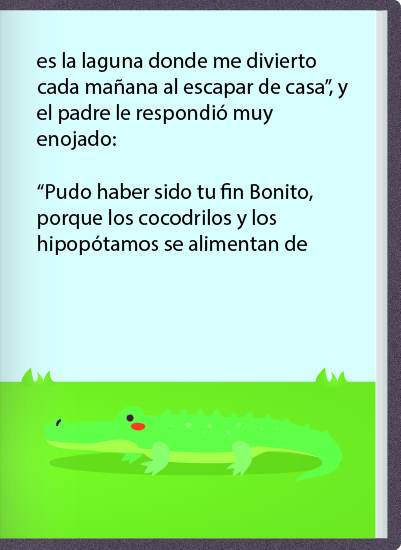 es la laguna donde me divierto
cada mañana al escapar de casa”, y
el padre le respondió muy
enojado:
“Pudo haber sido tu fin Bonito,
porque los cocodrilos y los
hipopótamos se alimentan de